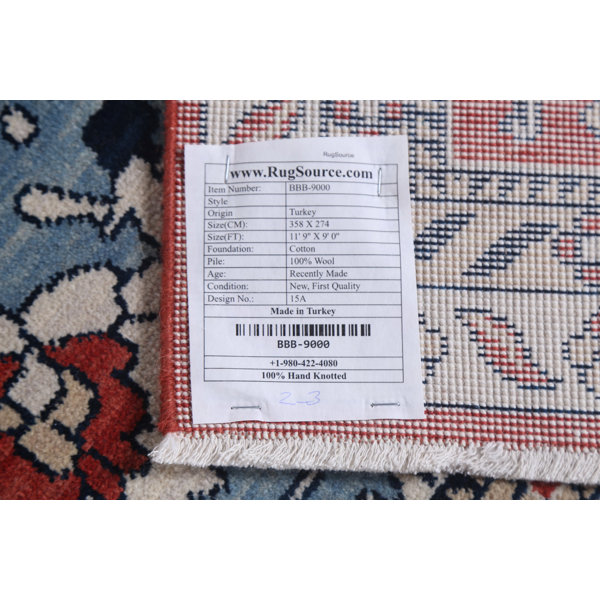 RugSource
www.RugSource.com
Item Number: BBB-9000
Style
Origin Turkey
Size(CM): 358 X 274
Size(FT): 11' 9" X 9' 0"
Foundation: Cotton
Pile: 100% Wool
Age: Recently Made
Condition: New, First Quality
Design No.: 15A
Made in Turkey
BBB-9000
+1-980-422-4080
100% Hand Knotted
2-3